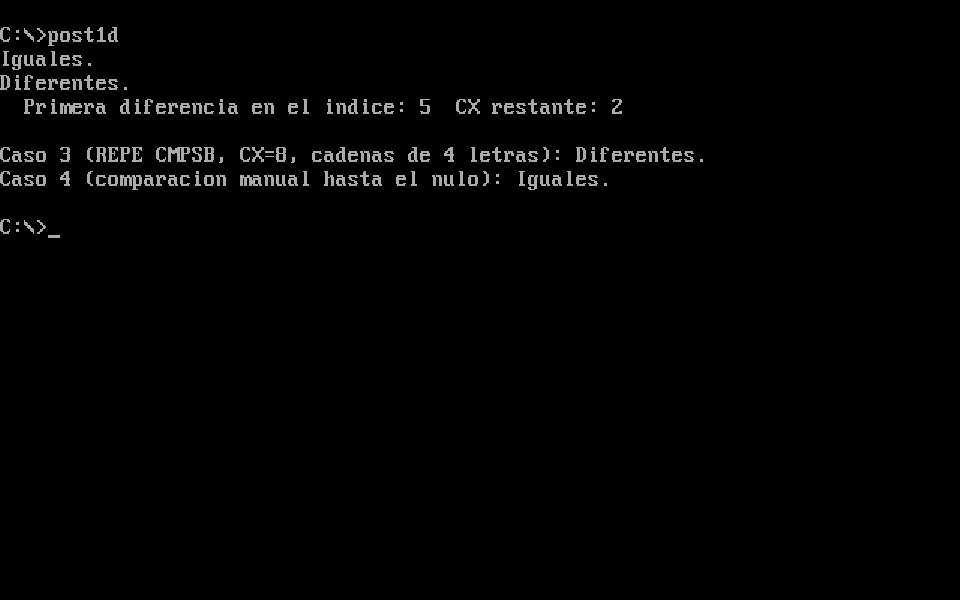 C:\>post1d
Iguales.
Diferentes.
  Primera diferencia en el indice: 5  CX restante: 2
Caso 3 (REPE CMPSB, CX=8, cadenas de 4 letras): Diferentes.
Caso 4 (comparacion manual hasta el nulo): Iguales.
C:\>_